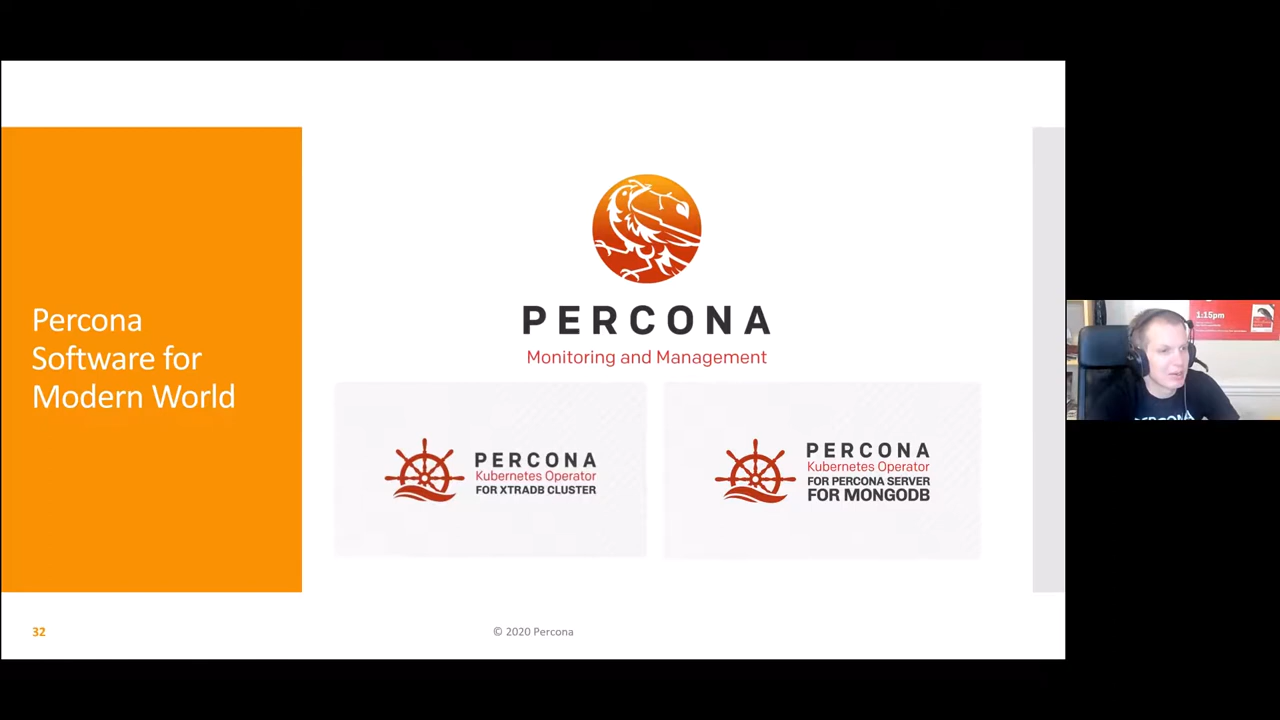 Percona
Software for
Modern World
PERCONA
Monitoring and Management
PERCONA
Kubernetes Operator
FOR XTRADB CLUSTER
PERCONA
Kubernetes Operator
FOR PERCONA SERVER
FOR MONGODB
32
© 2020 Percona
1:15pm
PERCONA